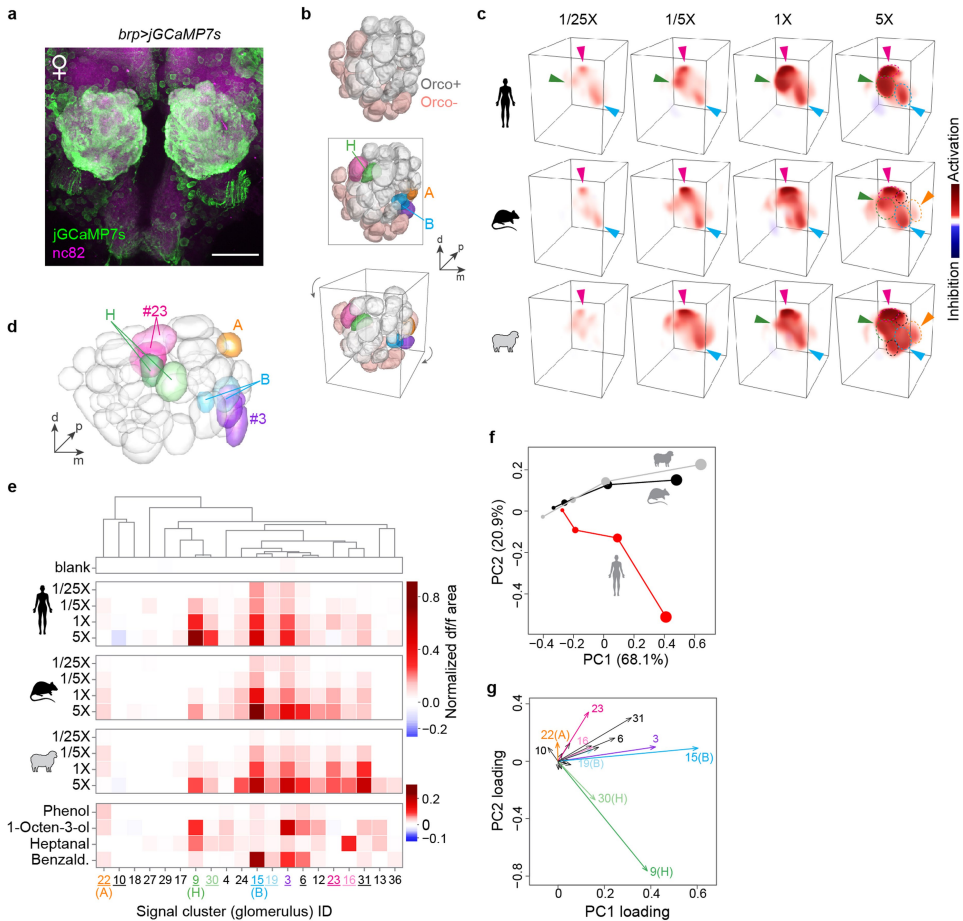 a
brp>jGCaMP7s
♀
jGCaMP7s
nc82
b
Orco+
Orco-
H
A
B
d
p
m
c
1/25X
1/5X
1X
5X
Activation
Inhibition
d
H
#23
A
B
#3
d
p
m
e
blank
1/25X
1/5X
1X
5X
1/25X
1/5X
1X
5X
1/25X
1/5X
1X
5X
Phenol
1-Octen-3-ol
Heptanal
Benzald.
0.8
0.4
0.0
−0.2
Normalized df/f area
0.2
0
−0.1
22 10 18 27 29 17 9 30 4 24 15 19 3 6 12 23 16 31 13 36
(A) (H) (B)
Signal cluster (glomerulus) ID
f
PC2 (20.9%)
0.2
0
−0.2
−0.4
−0.4 −0.2 0 0.2 0.4 0.6
PC1 (68.1%)
g
PC2 loading
0.4
0
−0.4
−0.8
23
31
22(A)
16
6
10
3
19(B)
15(B)
30(H)
9(H)
0 0.2 0.4 0.6
PC1 loading